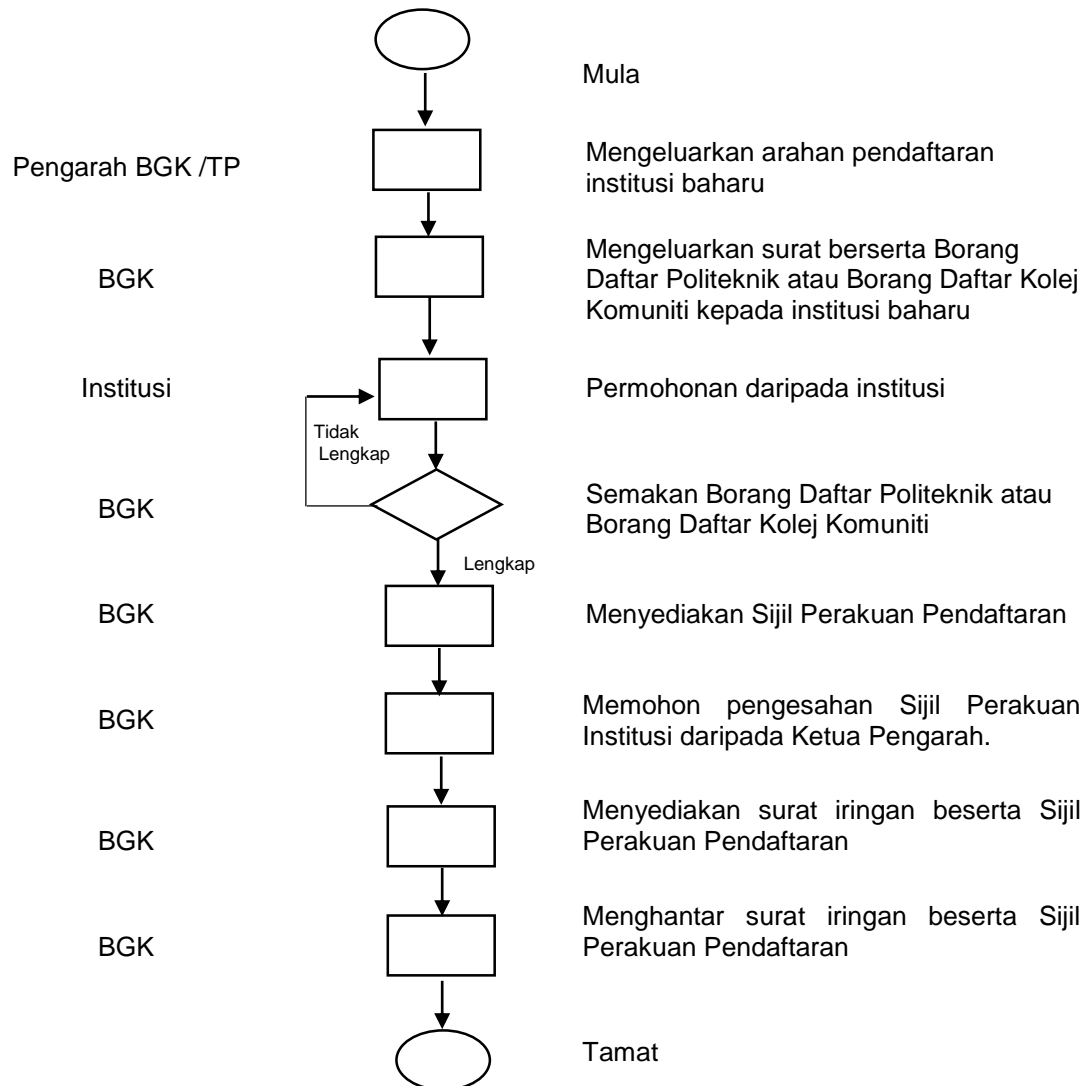 Mula
Pengarah BGK /TP
Mengeluarkan arahan pendaftaran
institusi baharu
BGK
Mengeluarkan surat berserta Borang
Daftar Politeknik atau Borang Daftar Kolej
Komuniti kepada institusi baharu
Institusi
Permohonan daripada institusi
Tidak
Lengkap
BGK
Semakan Borang Daftar Politeknik atau
Borang Daftar Kolej Komuniti
Lengkap
BGK
Menyediakan Sijil Perakuan Pendaftaran
BGK
Memohon pengesahan Sijil Perakuan
Institusi daripada Ketua Pengarah.
BGK
Menyediakan surat iringan beserta Sijil
Perakuan Pendaftaran
BGK
Menghantar surat iringan beserta Sijil
Perakuan Pendaftaran
Tamat